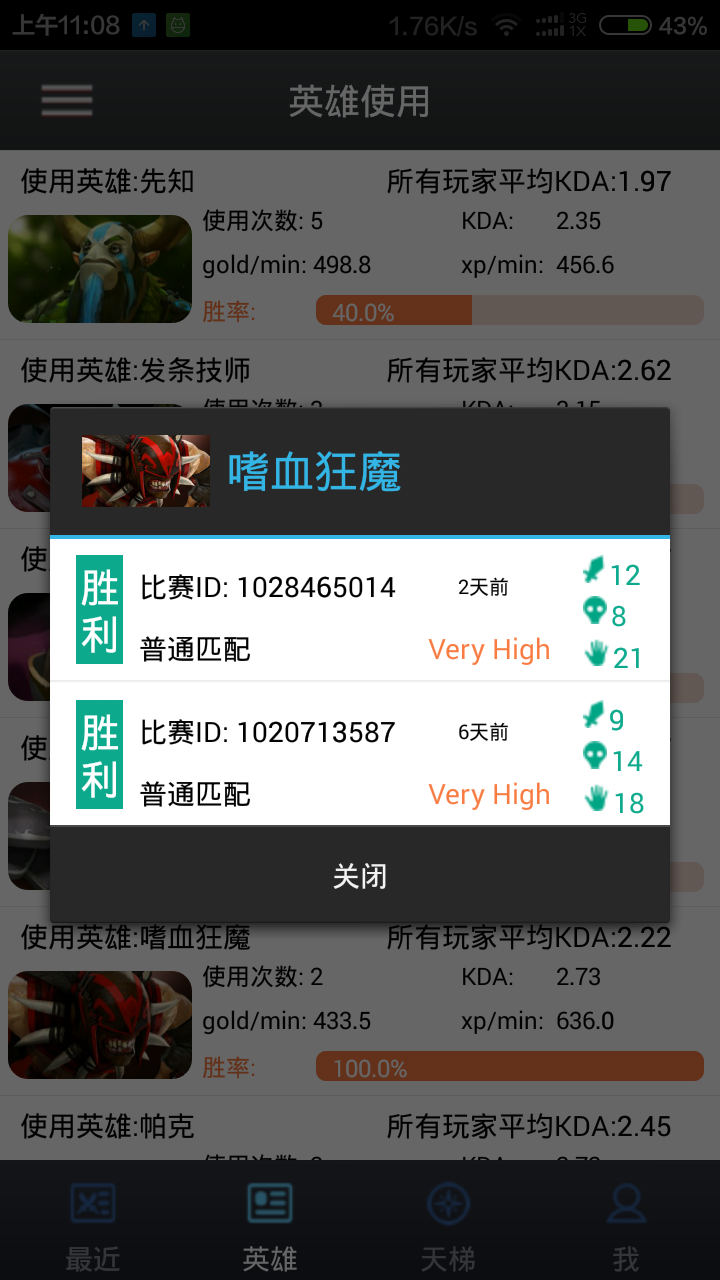 上午11:08
1.76K/s
3G
1X
43%
英雄使用
使用英雄:先知 所有玩家平均KDA:1.97
使用次数: 5 KDA: 2.35
gold/min: 498.8 xp/min: 456.6
胜率: 40.0%
使用英雄:发条技师 所有玩家平均KDA:2.62
嗜血狂魔
胜利
比赛ID: 1028465014 2天前 12
8
普通匹配 Very High 21
胜利
比赛ID: 1020713587 6天前 9
14
普通匹配 Very High 18
关闭
使用英雄:嗜血狂魔 所有玩家平均KDA:2.22
使用次数: 2 KDA: 2.73
gold/min: 433.5 xp/min: 636.0
胜率: 100.0%
使用英雄:帕克 所有玩家平均KDA:2.45
最近 英雄 天梯 我